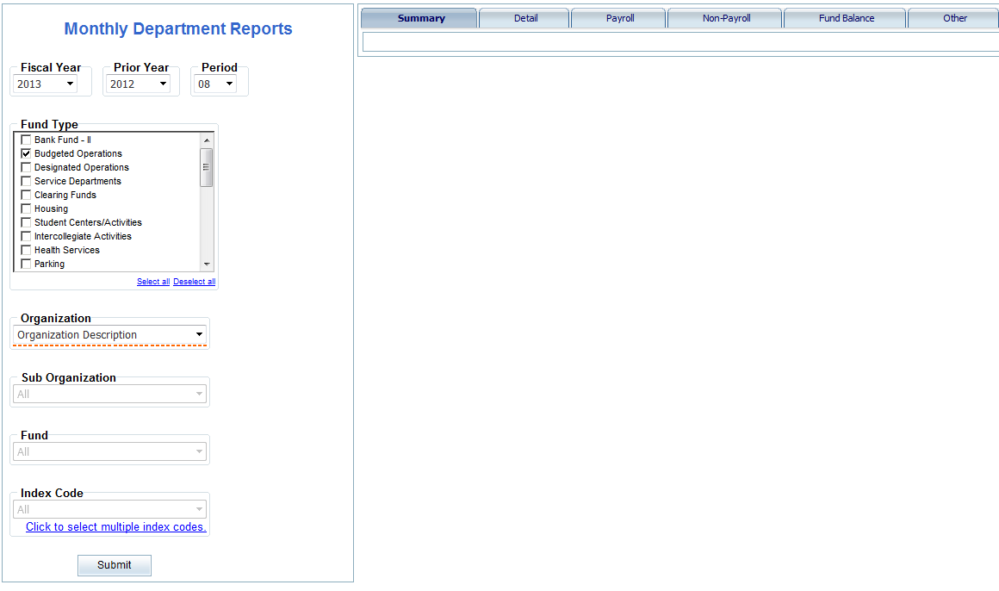 Monthly Department Reports
Fiscal Year Prior Year Period
2013 2012 08
Fund Type
Bank Fund - II
Budgeted Operations
Designated Operations
Service Departments
Clearing Funds
Housing
Student Centers/Activities
Intercollegiate Activities
Health Services
Parking
Select all Deselect all
Organization
Organization Description
Sub Organization
All
Fund
All
Index Code
All
Click to select multiple index codes.
Submit
Summary Detail Payroll Non-Payroll Fund Balance Other